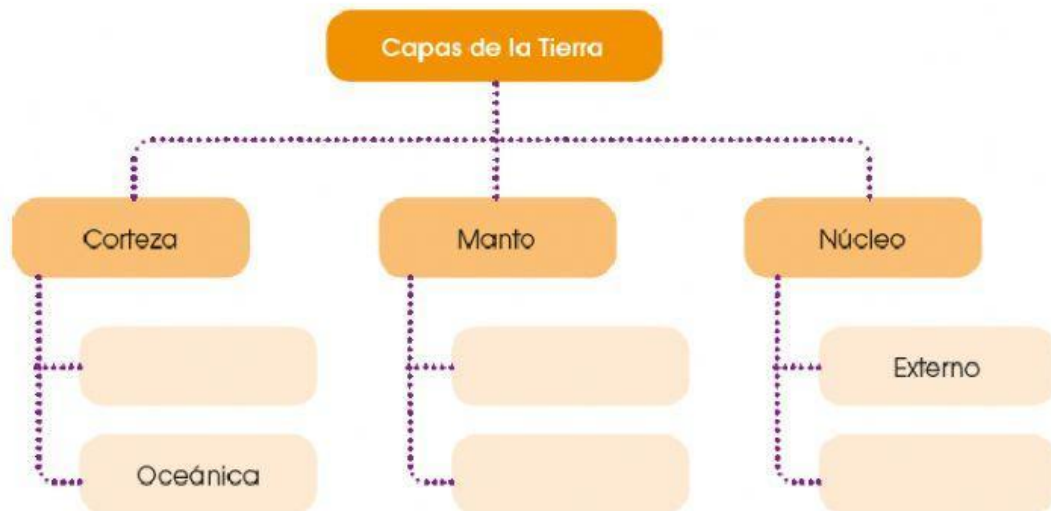 Capas de la Tierra
Corteza
Manto
Núcleo
Externo
Oceánica